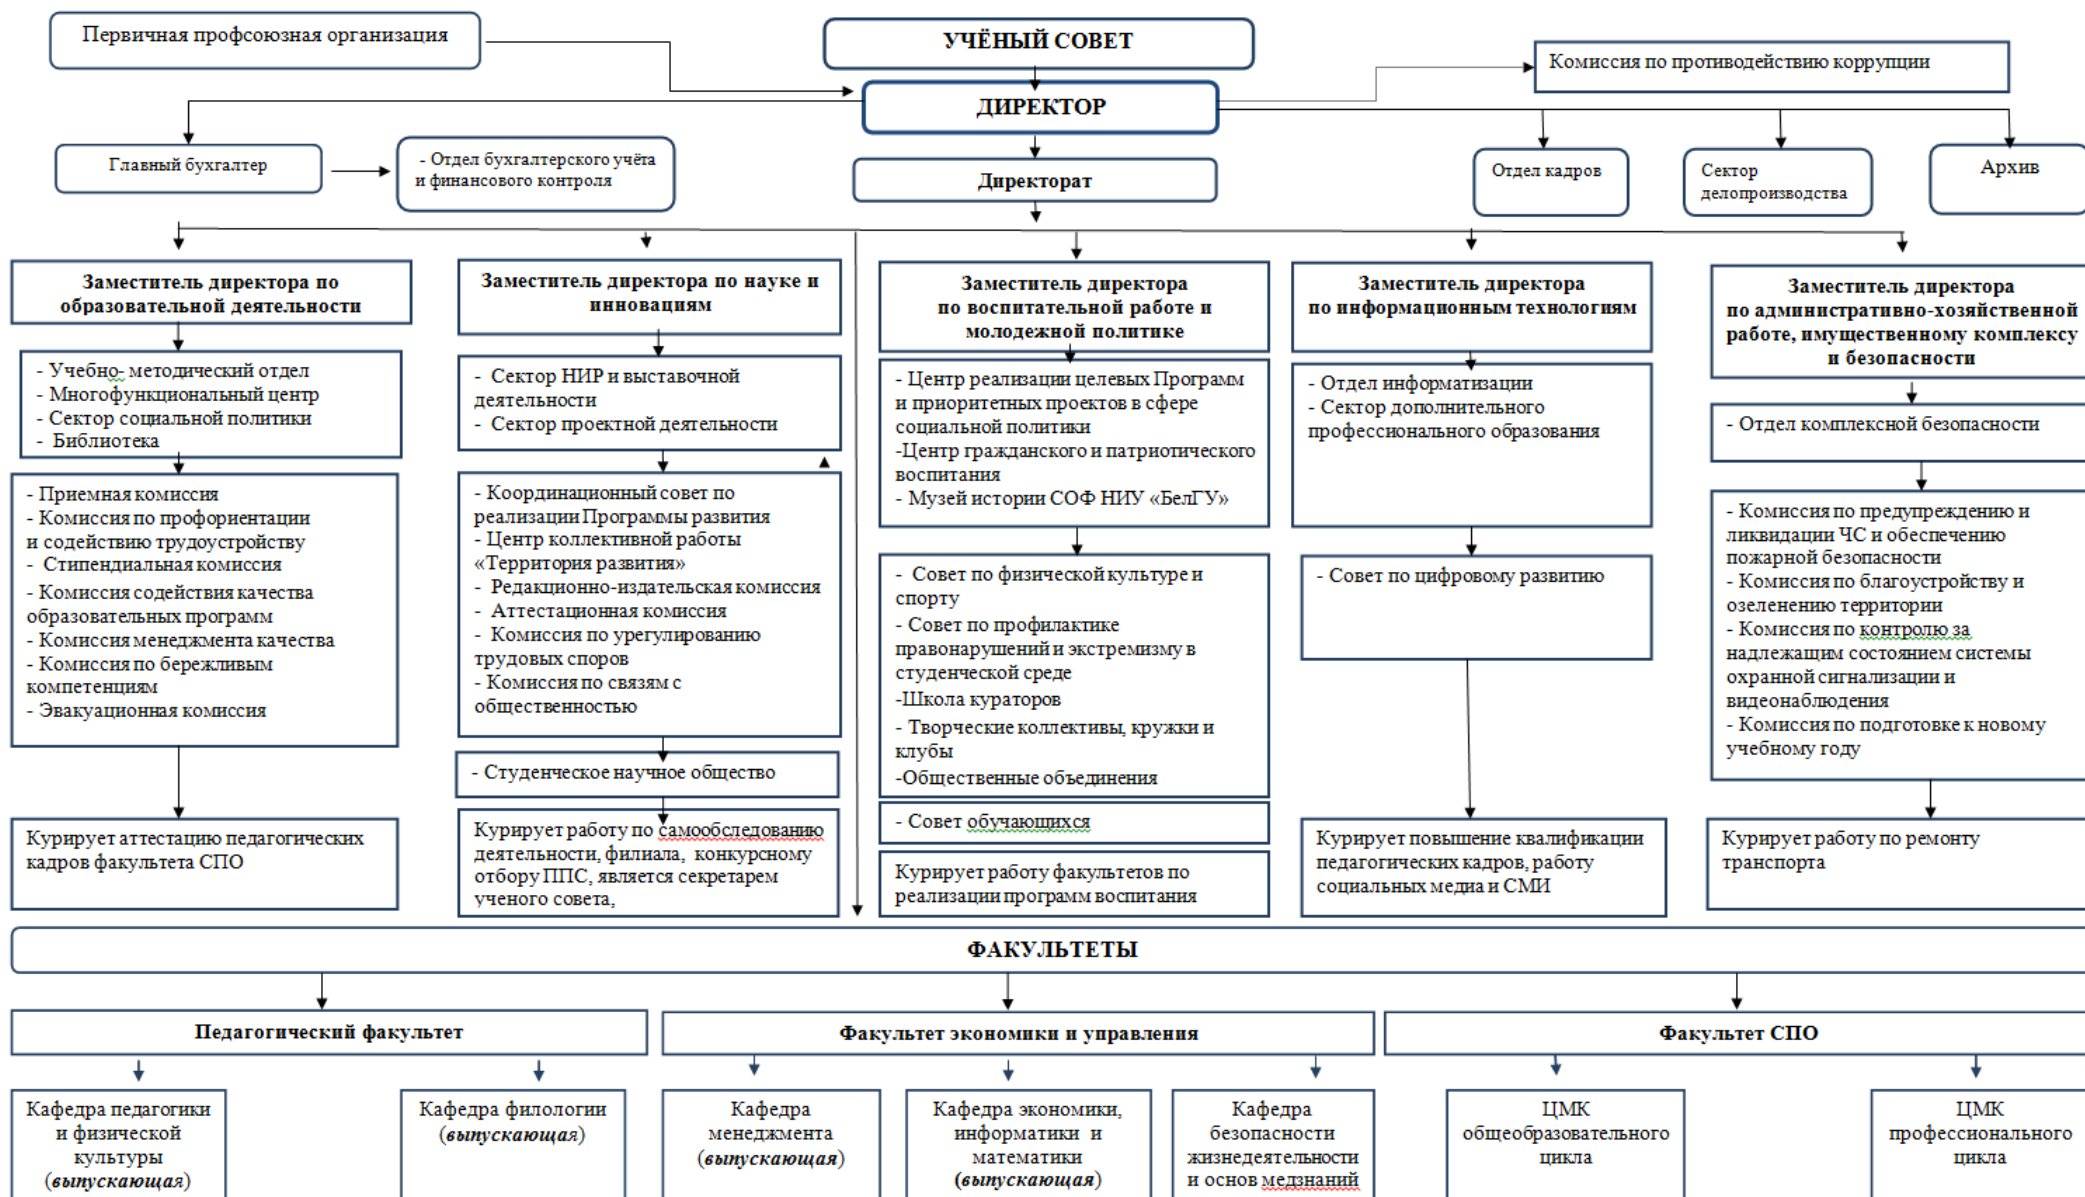 Первичная профсоюзная организация
УЧЁНЫЙ СОВЕТ
Комиссия по противодействию коррупции
ДИРЕКТОР
Главный бухгалтер
- Отдел бухгалтерского учёта
и финансового контроля
Директорат
Отдел кадров
Сектор
делопроизводства
Архив
Заместитель директора по
образовательной деятельности
- Учебно- методический отдел
- Многофункциональный центр
- Сектор социальной политики
- Библиотека
- Приемная комиссия
- Комиссия по профориентации
и содействию трудоустройству
- Стипендиальная комиссия
- Комиссия содействия качества
образовательных программ
- Комиссия менеджмента качества
- Комиссия по бережливым
компетенциям
- Эвакуационная комиссия
Курирует аттестацию педагогических
кадров факультета СПО
Заместитель директора по науке и
инновациям
- Сектор НИР и выставочной
деятельности
- Сектор проектной деятельности
- Координационный совет по
реализации Программы развития
- Центр коллективной работы
«Территория развития»
- Редакционно-издательская комиссия
- Аттестационная комиссия
- Комиссия по урегулированию
трудовых споров
- Комиссия по связям с
общественностью
- Студенческое научное общество
Курирует работу по самообследованию
деятельности, филиала, конкурсному
отбору ППС, является секретарем
ученого совета,
Заместитель директора
по воспитательной работе и
молодежной политике
- Центр реализации целевых Программ
и приоритетных проектов в сфере
социальной политики
-Центр гражданского и патриотического
воспитания
- Музей истории СОФ НИУ «БелГУ»
- Совет по физической культуре и
спорту
- Совет по профилактике
правонарушений и экстремизму в
студенческой среде
-Школа кураторов
- Творческие коллективы, кружки и
клубы
-Общественные объединения
- Совет обучающихся
Курирует работу факультетов по
реализации программ воспитания
Заместитель директора
по информационным технологиям
- Отдел информатизации
- Сектор дополнительного
профессионального образования
- Совет по цифровому развитию
Курирует повышение квалификации
педагогических кадров, работу
социальных медиа и СМИ
Заместитель директора
по административно-хозяйственной
работе, имущественному комплексу
и безопасности
- Отдел комплексной безопасности
- Комиссия по предупреждению и
ликвидации ЧС и обеспечению
пожарной безопасности
- Комиссия по благоустройству и
озеленению территории
- Комиссия по контролю за
надлежащим состоянием системы
охранной сигнализации и
видеонаблюдения
- Комиссия по подготовке к новому
учебному году
Курирует работу по ремонту
транспорта
ФАКУЛЬТЕТЫ
Педагогический факультет
Факультет экономики и управления
Факультет СПО
Кафедра педагогики
и физической
культуры
(выпускающая)
Кафедра филологии
(выпускающая)
Кафедра
менеджмента
(выпускающая)
Кафедра экономики,
информатики и
математики
(выпускающая)
Кафедра
безопасности
жизнедеятельности
и основ медзнаний
ЦМК
общеобразовательного
цикла
ЦМК
профессионального
цикла